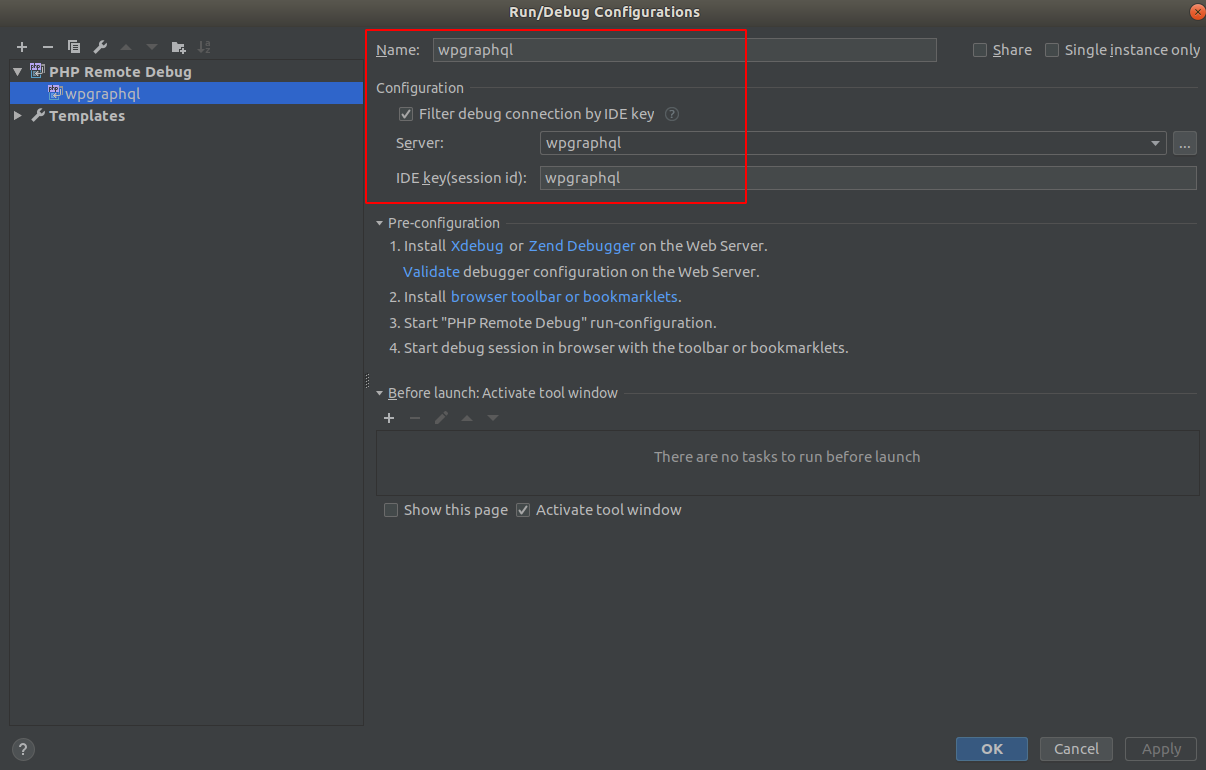 Run/Debug Configurations
Name: wpgraphql Share Single instance only
PHP Remote Debug
wpgraphql
Templates
Configuration
Filter debug connection by IDE key ?
Server: wpgraphql ...
IDE key(session id): wpgraphql
Pre-configuration
1. Install Xdebug or Zend Debugger on the Web Server.
Validate debugger configuration on the Web Server.
2. Install browser toolbar or bookmarklets.
3. Start "PHP Remote Debug" run-configuration.
4. Start debug session in browser with the toolbar or bookmarklets.
Before launch: Activate tool window
There are no tasks to run before launch
Show this page Activate tool window
? OK Cancel Apply